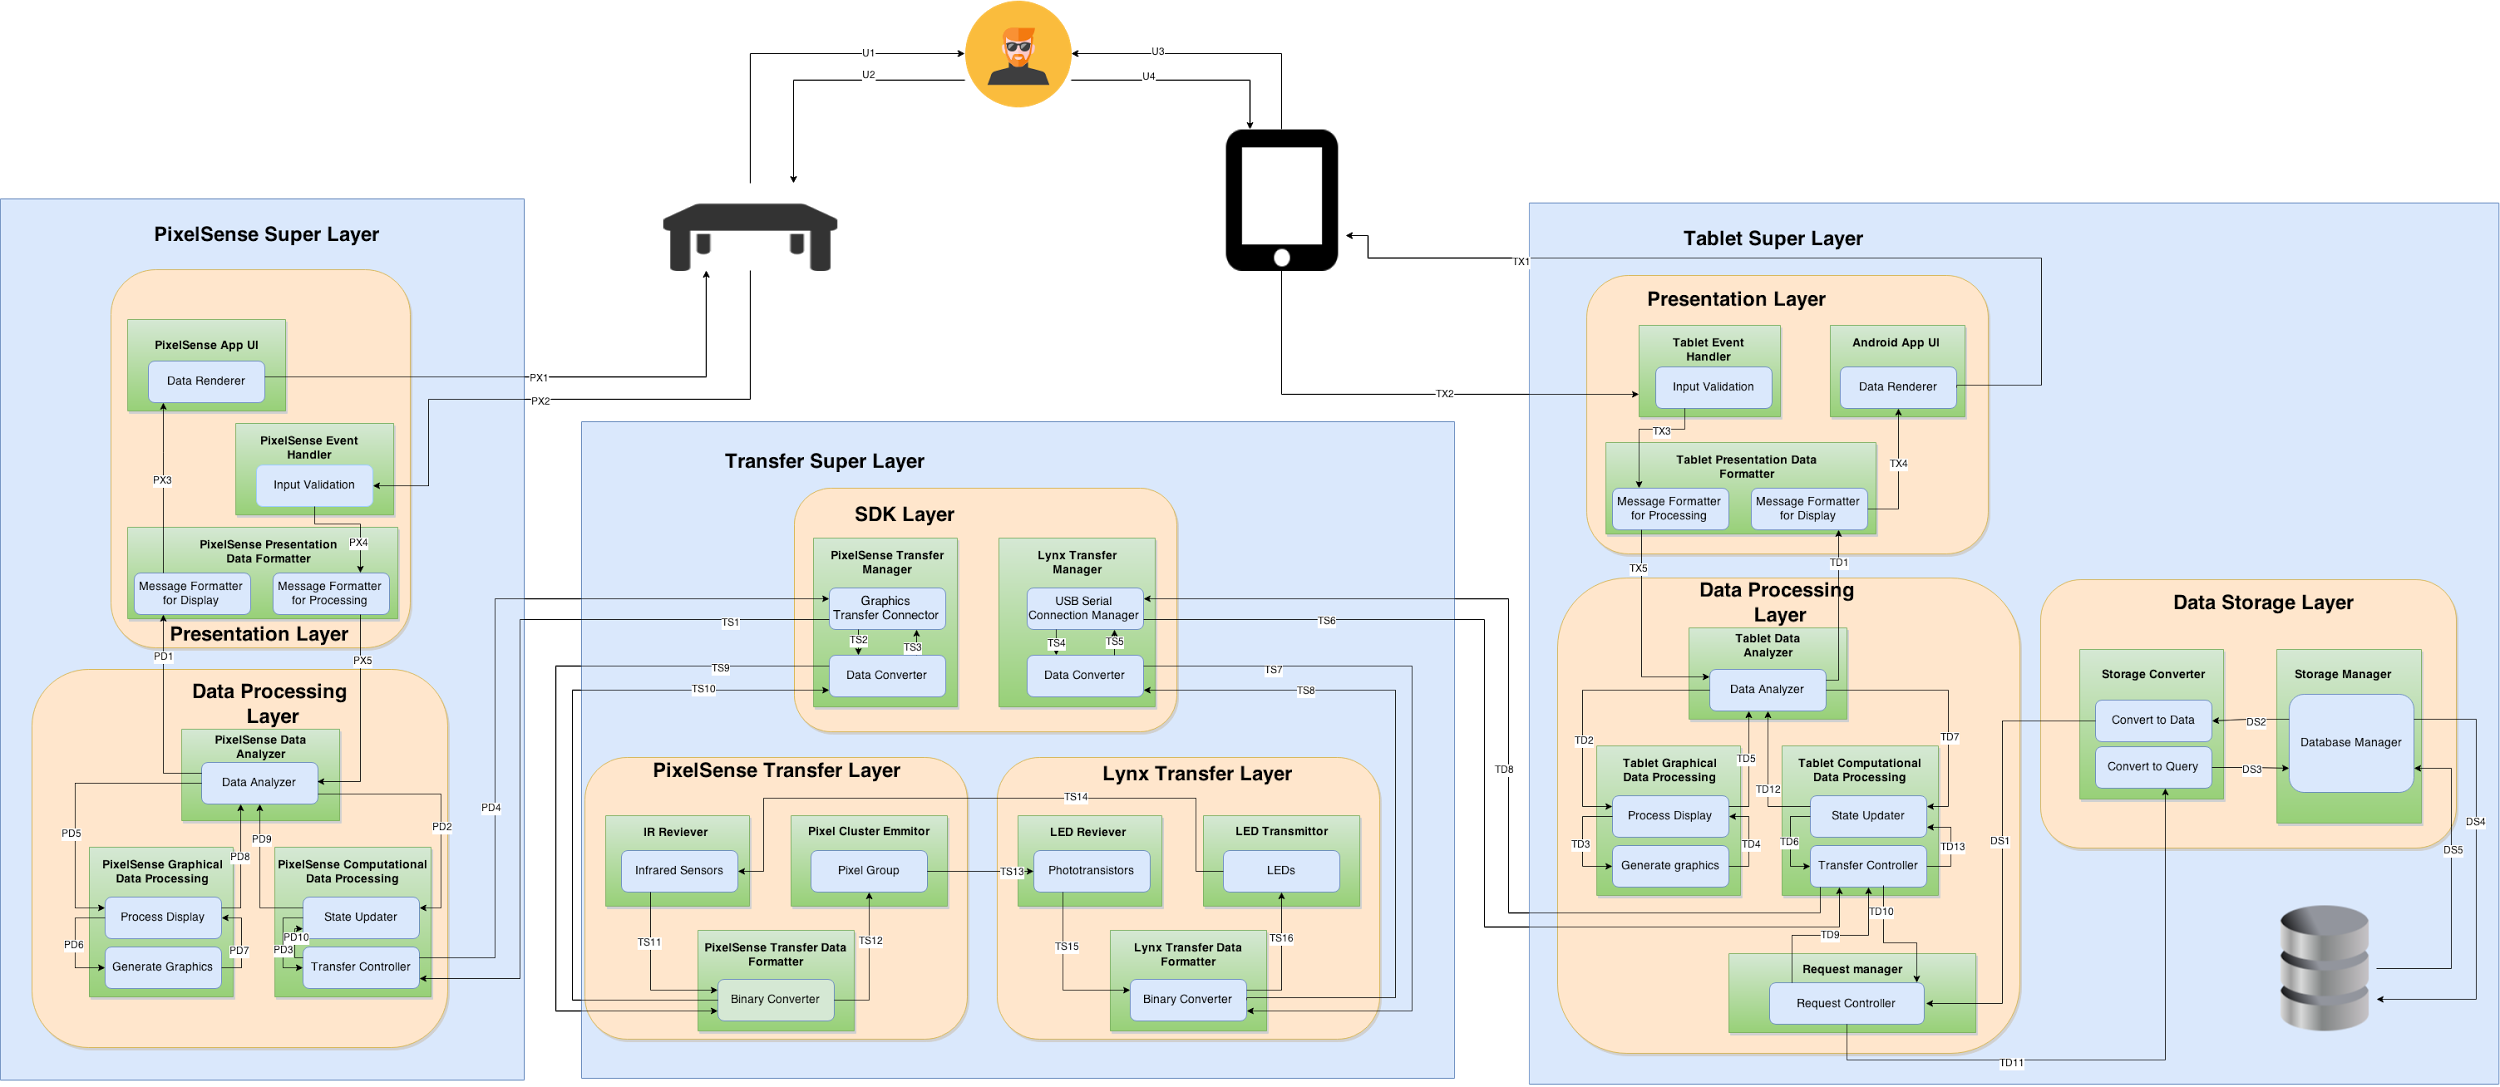 U1
U2
U3
U4
PixelSense Super Layer
PixelSense App UI
Data Renderer
PX1
PX2
PixelSense Event
Handler
Input Validation
PX3
PX4
PixelSense Presentation
Data Formatter
Message Formatter
for Display
Message Formatter
for Processing
Presentation Layer
PD1
PX5
Data Processing
Layer
PixelSense Data
Analyzer
Data Analyzer
PD5
PD8
PD9
PD2
PD4
PixelSense Graphical
Data Processing
Process Display
PD6
PD7
Generate Graphics
PixelSense Computational
Data Processing
State Updater
PD10
PD3
Transfer Controller
Transfer Super Layer
SDK Layer
PixelSense Transfer
Manager
Graphics
Transfer Connector
TS1
TS2
TS3
Data Converter
TS9
TS10
Lynx Transfer
Manager
USB Serial
Connection Manager
TS6
TS4
TS5
Data Converter
TS7
TS8
PixelSense Transfer Layer
IR Reviever
Infrared Sensors
Pixel Cluster Emmitor
Pixel Group
TS11
TS12
PixelSense Transfer Data
Formatter
Binary Converter
TS14
TS13
Lynx Transfer Layer
LED Reviever
Phototransistors
LED Transmittor
LEDs
TS15
TS16
Lynx Transfer Data
Formatter
Binary Converter
Tablet Super Layer
TX1
TX2
Presentation Layer
Tablet Event
Handler
Input Validation
Android App UI
Data Renderer
TX3
TX4
Tablet Presentation Data
Formatter
Message Formatter
for Processing
Message Formatter
for Display
TX5
TD1
Data Processing
Layer
Tablet Data
Analyzer
Data Analyzer
TD2
TD5
TD7
TD12
TD8
Tablet Graphical
Data Processing
Process Display
TD3
TD4
Generate graphics
Tablet Computational
Data Processing
State Updater
TD6
TD13
Transfer Controller
TD10
TD9
Request manager
Request Controller
TD11
Data Storage Layer
Storage Converter
Convert to Data
Convert to Query
Storage Manager
Database Manager
DS2
DS3
DS1
DS4
DS5